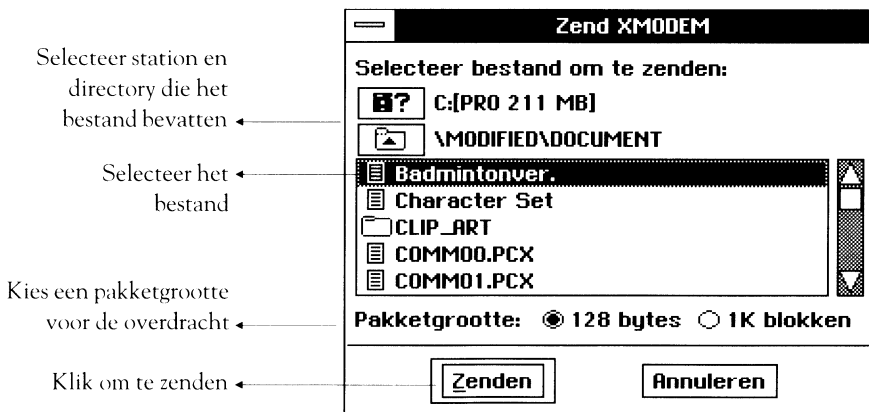 Zend XMODEM
Selecteer station en
directory die het
bestand bevatten
Selecteer het
bestand
Kies een pakketgrootte
voor de overdracht
Klik om te zenden
Selecteer bestand om te zenden:
? C:[PRO 211 MB]
\MODIFIED\DOCUMENT
Badmintonver.
Character Set
CLIP_ART
COMM00.PCX
COMM01.PCX
Pakketgrootte: 128 bytes 1K blokken
Zenden Annuleren